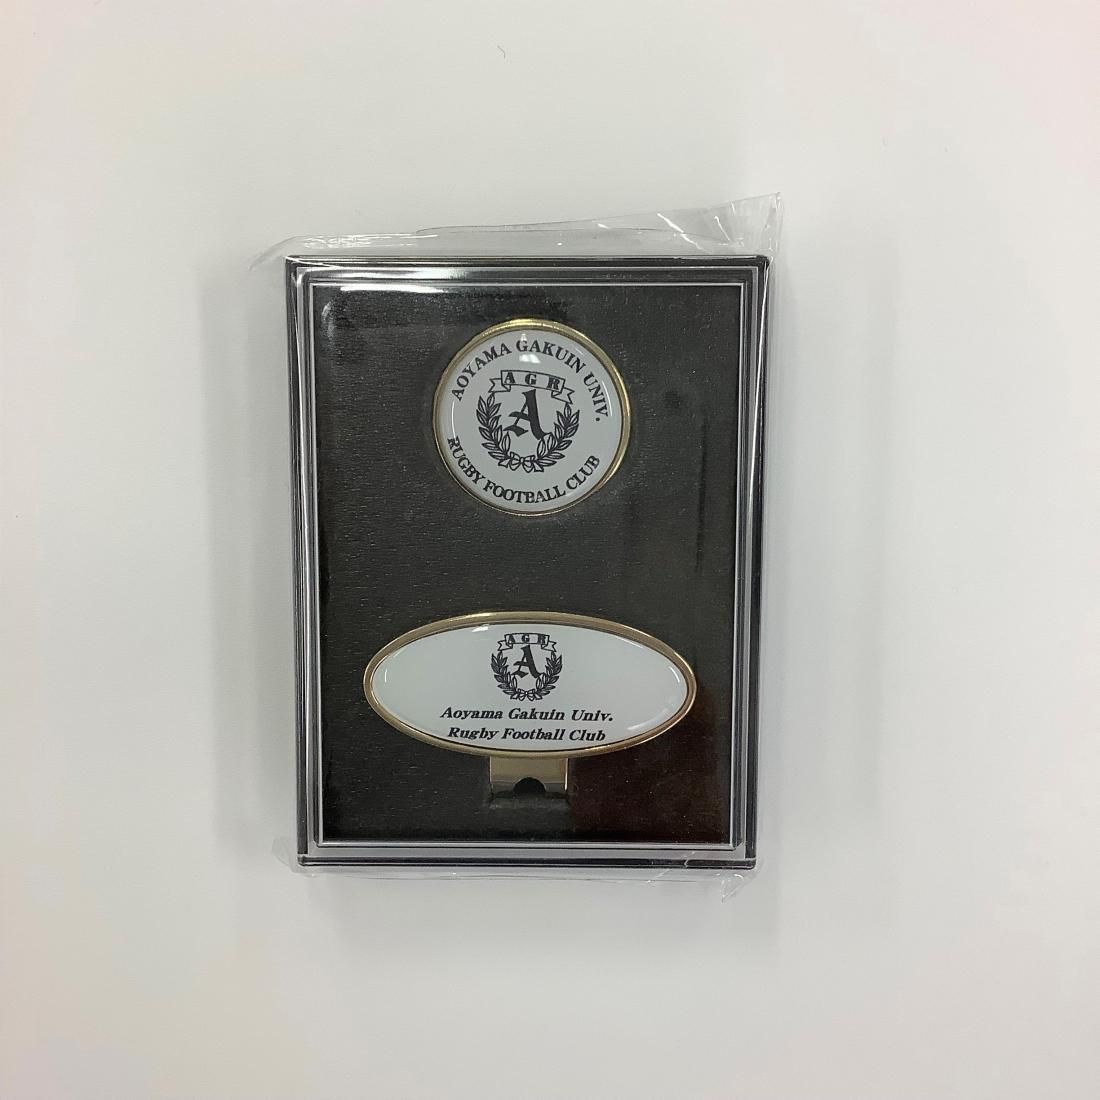 AOYAMA GAKUIN UNIV.
AGR
A
RUGBY FOOTBALL CLUB
AGR
A
Aoyama Gakuin Univ.
Rugby Football Club